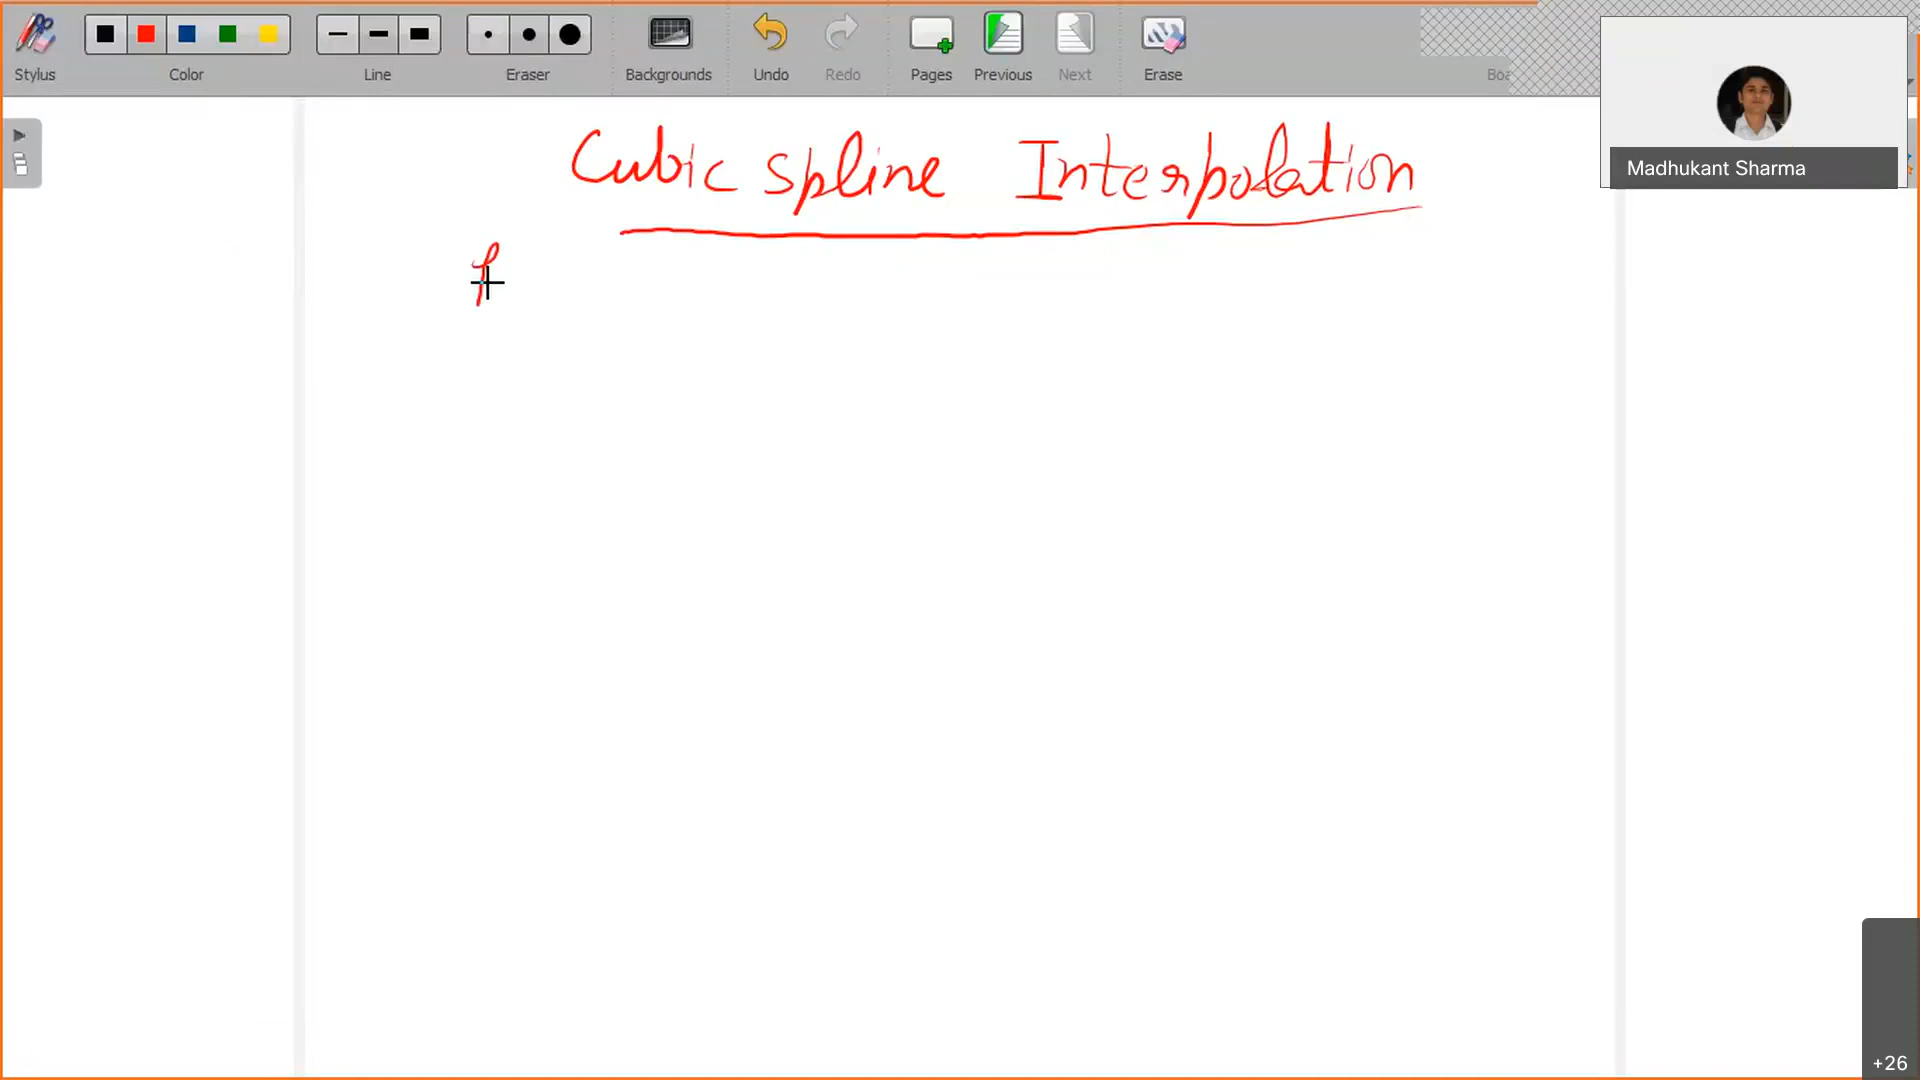 Stylus Color Line Eraser Backgrounds Undo Redo Pages Previous Next Erase
Madhukant Sharma
Cubic spline Interpolation
f
+26